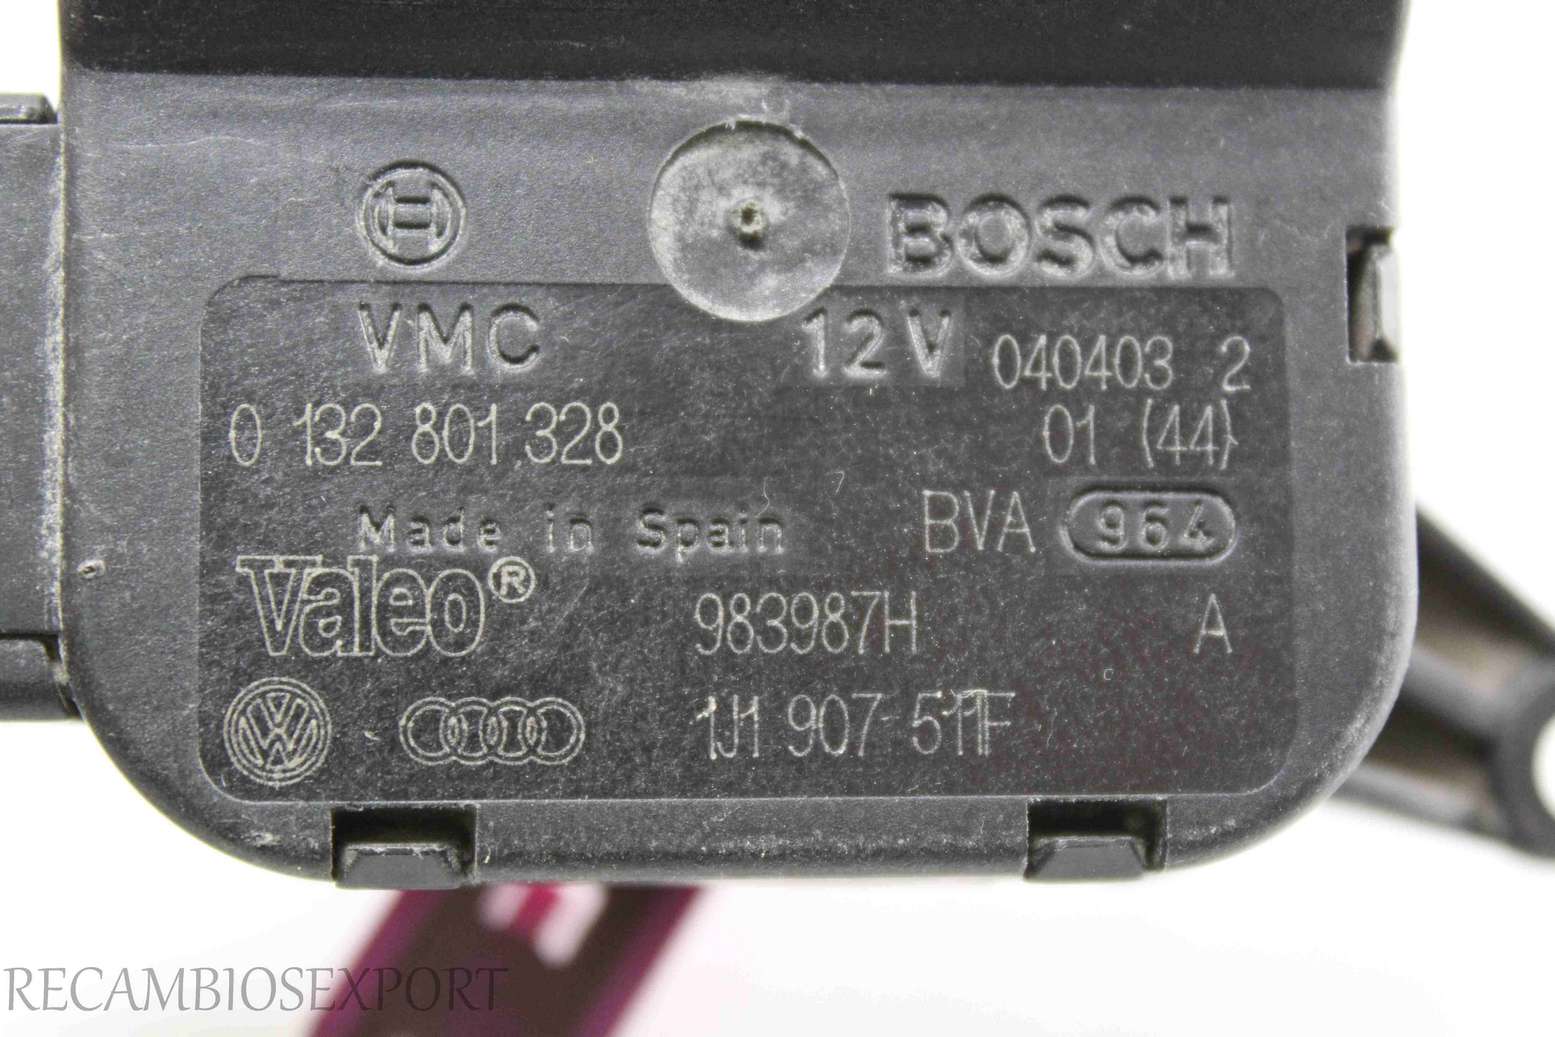 BOSCH
VMC 12V 040403 2
0 132 801 328 01 (44)
Made in Spain BVA 964
Valeo® 983987H A
1J1 907 511F
RECAMBIOSEXPORT